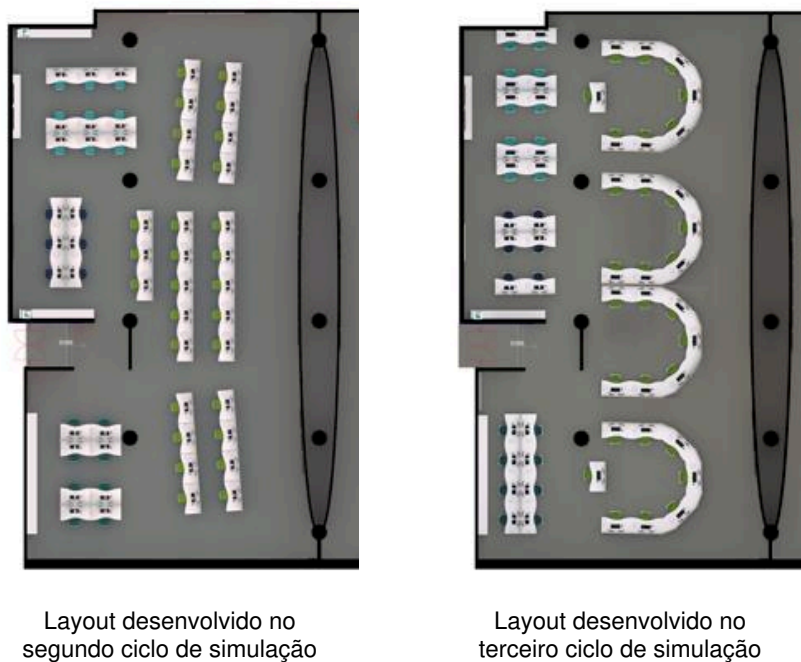 Layout desenvolvido no
segundo ciclo de simulação
Layout desenvolvido no
terceiro ciclo de simulação